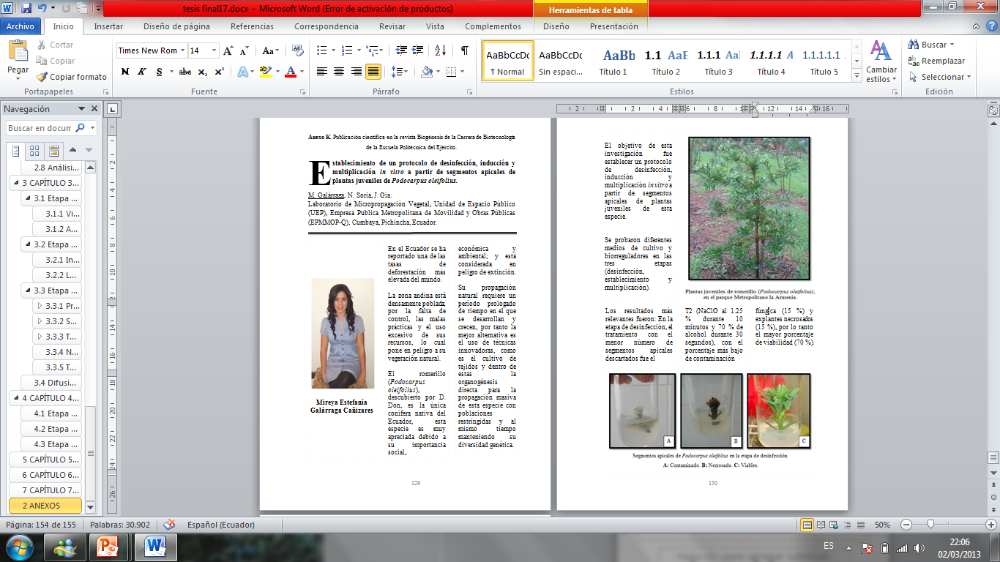 tesis final17.docx - Microsoft Word (Error de activación de productos)
Herramientas de tabla
Archivo Inicio Insertar Diseño de página Referencias Correspondencia Revisar Vista Complementos Diseño Presentación
Pegar
Cortar
Copiar
Copiar formato
Portapapeles
Times New Rom 14
N K S abc x₂ x²
Fuente
Párrafo
AaBbCcDc AaBbCcDc AaBb 1.1 AaB 1.1.1 Aa 1.1.1.1 A 1.1.1.1.1
¶ Normal Sin espaci... Título 1 Título 2 Título 3 Título 4 Título 5
Cambiar
estilos
Estilos
Buscar
Reemplazar
Seleccionar
Edición
Navegación
Buscar en docum
2.8 Análisi...
3 CAPÍTULO 3...
3.1 Etapa ...
3.1.1 Vi...
3.1.2 A...
3.2 Etapa ...
3.2.1 In...
3.2.2 L...
3.3 Etapa ...
3.3.1 Pr...
3.3.2 S...
3.3.3 T...
3.3.4 N...
3.3.5 T...
3.4 Difusi...
4 CAPÍTULO 4...
4.1 Etapa ...
4.2 Etapa ...
4.3 Etapa ...
5 CAPÍTULO 5...
6 CAPÍTULO 6...
7 CAPÍTULO 7...
2 ANEXOS
Anexo K. Publicación científica en la revista Biogénesis de la Carrera de Biotecnología
de la Escuela Politécnica del Ejército.
Establecimiento de un protocolo de desinfección, inducción y
multiplicación in vitro a partir de segmentos apicales de
plantas juveniles de Podocarpus oleifolius.
M. Galárraga, N. Soria, J. Gia.
Laboratorio de Micropropagación Vegetal, Unidad de Espacio Público
(UEP), Empresa Publica Metropolitana de Movilidad y Obras Públicas
(EPMMOP-Q), Cumbaya, Pichincha, Ecuador.
Mireya Estefanía
Galárraga Cañizares
En el Ecuador se ha
reportado una de las
tasas de
deforestación más
elevada del mundo.
La zona andina está
densamente poblada;
por la falta de
control, las malas
prácticas y el uso
excesivo de sus
recursos, lo cual
pone en peligro a su
vegetación natural.
El romerillo
(Podocarpus
oleifolius),
descubierto por D.
Don, es la única
conífera nativa del
Ecuador, esta
especie es muy
apreciada debido a
su importancia
social,
económica y
ambiental; y está
considerada en
peligro de extinción.
Su propagación
natural requiere un
período prologado
de tiempo en el que
se desarrollan y
crecen, por tanto la
mejor alternativa es
el uso de técnicas
innovadoras, como
es el cultivo de
tejidos y dentro de
estas la
organogénesis
directa para la
propagación masiva
de esta especie con
poblaciones
restringidas y al
mismo tiempo
manteniendo su
diversidad genética.
129
El objetivo de esta
investigación fue
establecer un protocolo
de desinfección,
inducción y
multiplicación in vitro a
partir de segmentos
apicales de plantas
juveniles de esta
especie.
Se probaron diferentes
medios de cultivo y
biorreguladores en las
tres etapas
(desinfección,
establecimiento y
multiplicación).
Plantas juveniles de romerillo (Podocarpus oleifolius),
en el parque Metropolitano la Armenia.
Los resultados más
relevantes fueron: En la
etapa de desinfección, el
tratamiento con el
menor número de
segmentos apicales
descartados fue el
T2 (NaClO al 1.25
% durante 10
minutos y 70 % de
alcohol durante 30
segundos), con el
porcentaje más bajo
de contaminación
fúngica (15 %) y
explantes necrosados
(15 %), por lo tanto
el mayor porcentaje
de viabilidad (70 %).
A B C
Segmentos apicales de Podocarpus oleifolius en la etapa de desinfección.
A: Contaminado. B: Necrosado. C: Viables.
130
Página: 154 de 155 Palabras: 30.902 Español (Ecuador) 50%
ES
22:06
02/03/2013